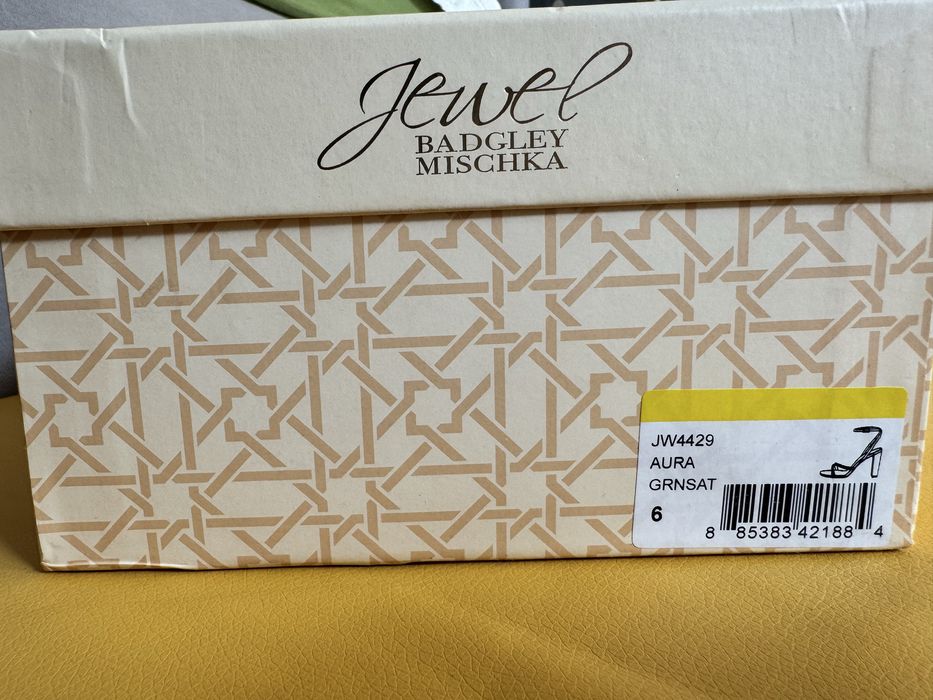 Jewel
BADGLEY
MISCHKA
JW4429
AURA
GRNSAT
6
8 85383 42188 4